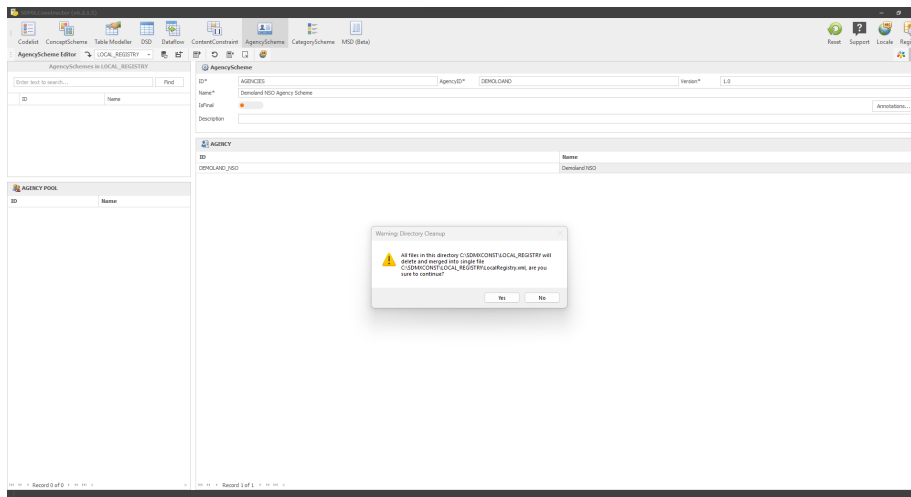 SDMX Constructor
Codelist ConceptScheme Table Modeller DSD Dataflow ContentConstraint AgencyScheme CategoryScheme MSD (Beta) Reset Support Locale
AgencyScheme Editor LOCAL_REGISTRY
AgencySchemes in LOCAL_REGISTRY
Enter text to search... Find
ID Name
AGENCY POOL
ID Name
Record 0 of 0
AgencyScheme
ID* AGENCIES AgencyID* DEMOLOAND Version* 1.0
Name* Demoland NSO Agency Scheme
IsFinal Annotations...
Description
AGENCY
ID Name
DEMOLAND_NSO Demoland NSO
Warning: Directory Cleanup
All files in this directory C:\SDMXCONST\LOCAL_REGISTRY will
delete and merged into single file
C:\SDMXCONST\LOCAL_REGISTRY\LocalRegistry.xml, are you
sure to continue?
Yes No
Record 1 of 1